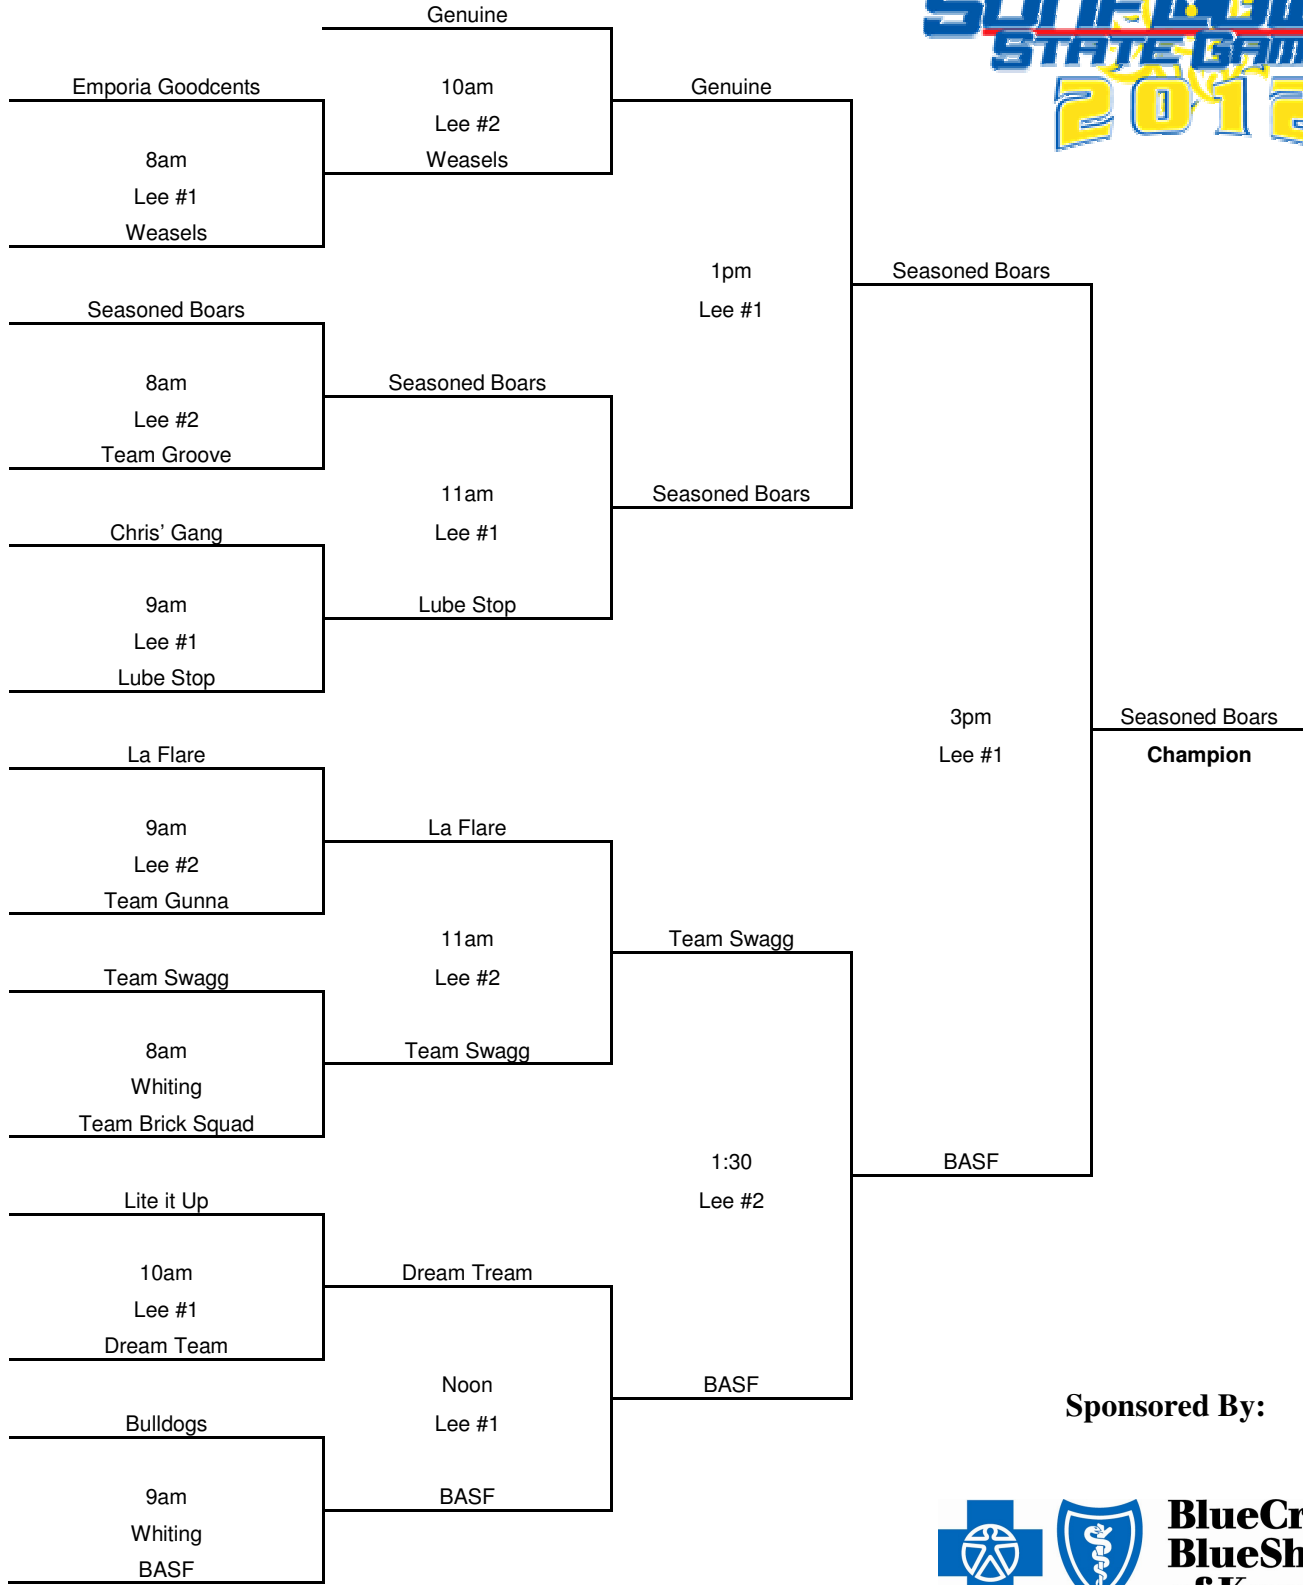 Genuine
Emporia Goodcents
10am
Genuine
Lee #2
8am
Weasels
Lee #1
Weasels
STATE
2012
1pm
Seasoned Boars
Seasoned Boars
Lee #1
8am
Seasoned Boars
Lee #2
Team Groove
11am
Seasoned Boars
Chris’ Gang
Lee #1
9am
Lube Stop
Lee #1
Lube Stop
3pm
Seasoned Boars
La Flare
Lee #1
Champion
9am
La Flare
Lee #2
Team Gunna
11am
Team Swagg
Team Swagg
Lee #2
8am
Team Swagg
Whiting
Team Brick Squad
1:30
BASF
Lite it Up
Lee #2
10am
Dream Tream
Lee #1
Dream Team
Noon
BASF
Sponsored By:
Bulldogs
Lee #1
9am
BASF
Whiting
BASF
BlueCr
BlueSh